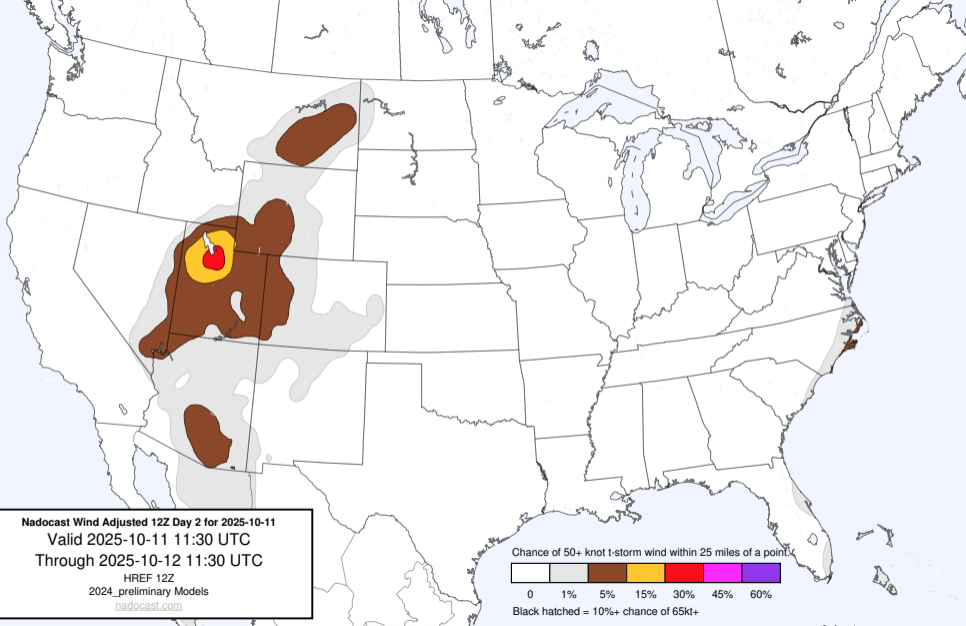 Nadocast Wind Adjusted 12Z Day 2 for 2025-10-11
Valid 2025-10-11 11:30 UTC
Through 2025-10-12 11:30 UTC
HREF 12Z
2024_preliminary Models
nadocast.com
Chance of 50+ knot t-storm wind within 25 miles of a point.
0 1% 5% 15% 30% 45% 60%
Black hatched = 10%+ chance of 65kt+